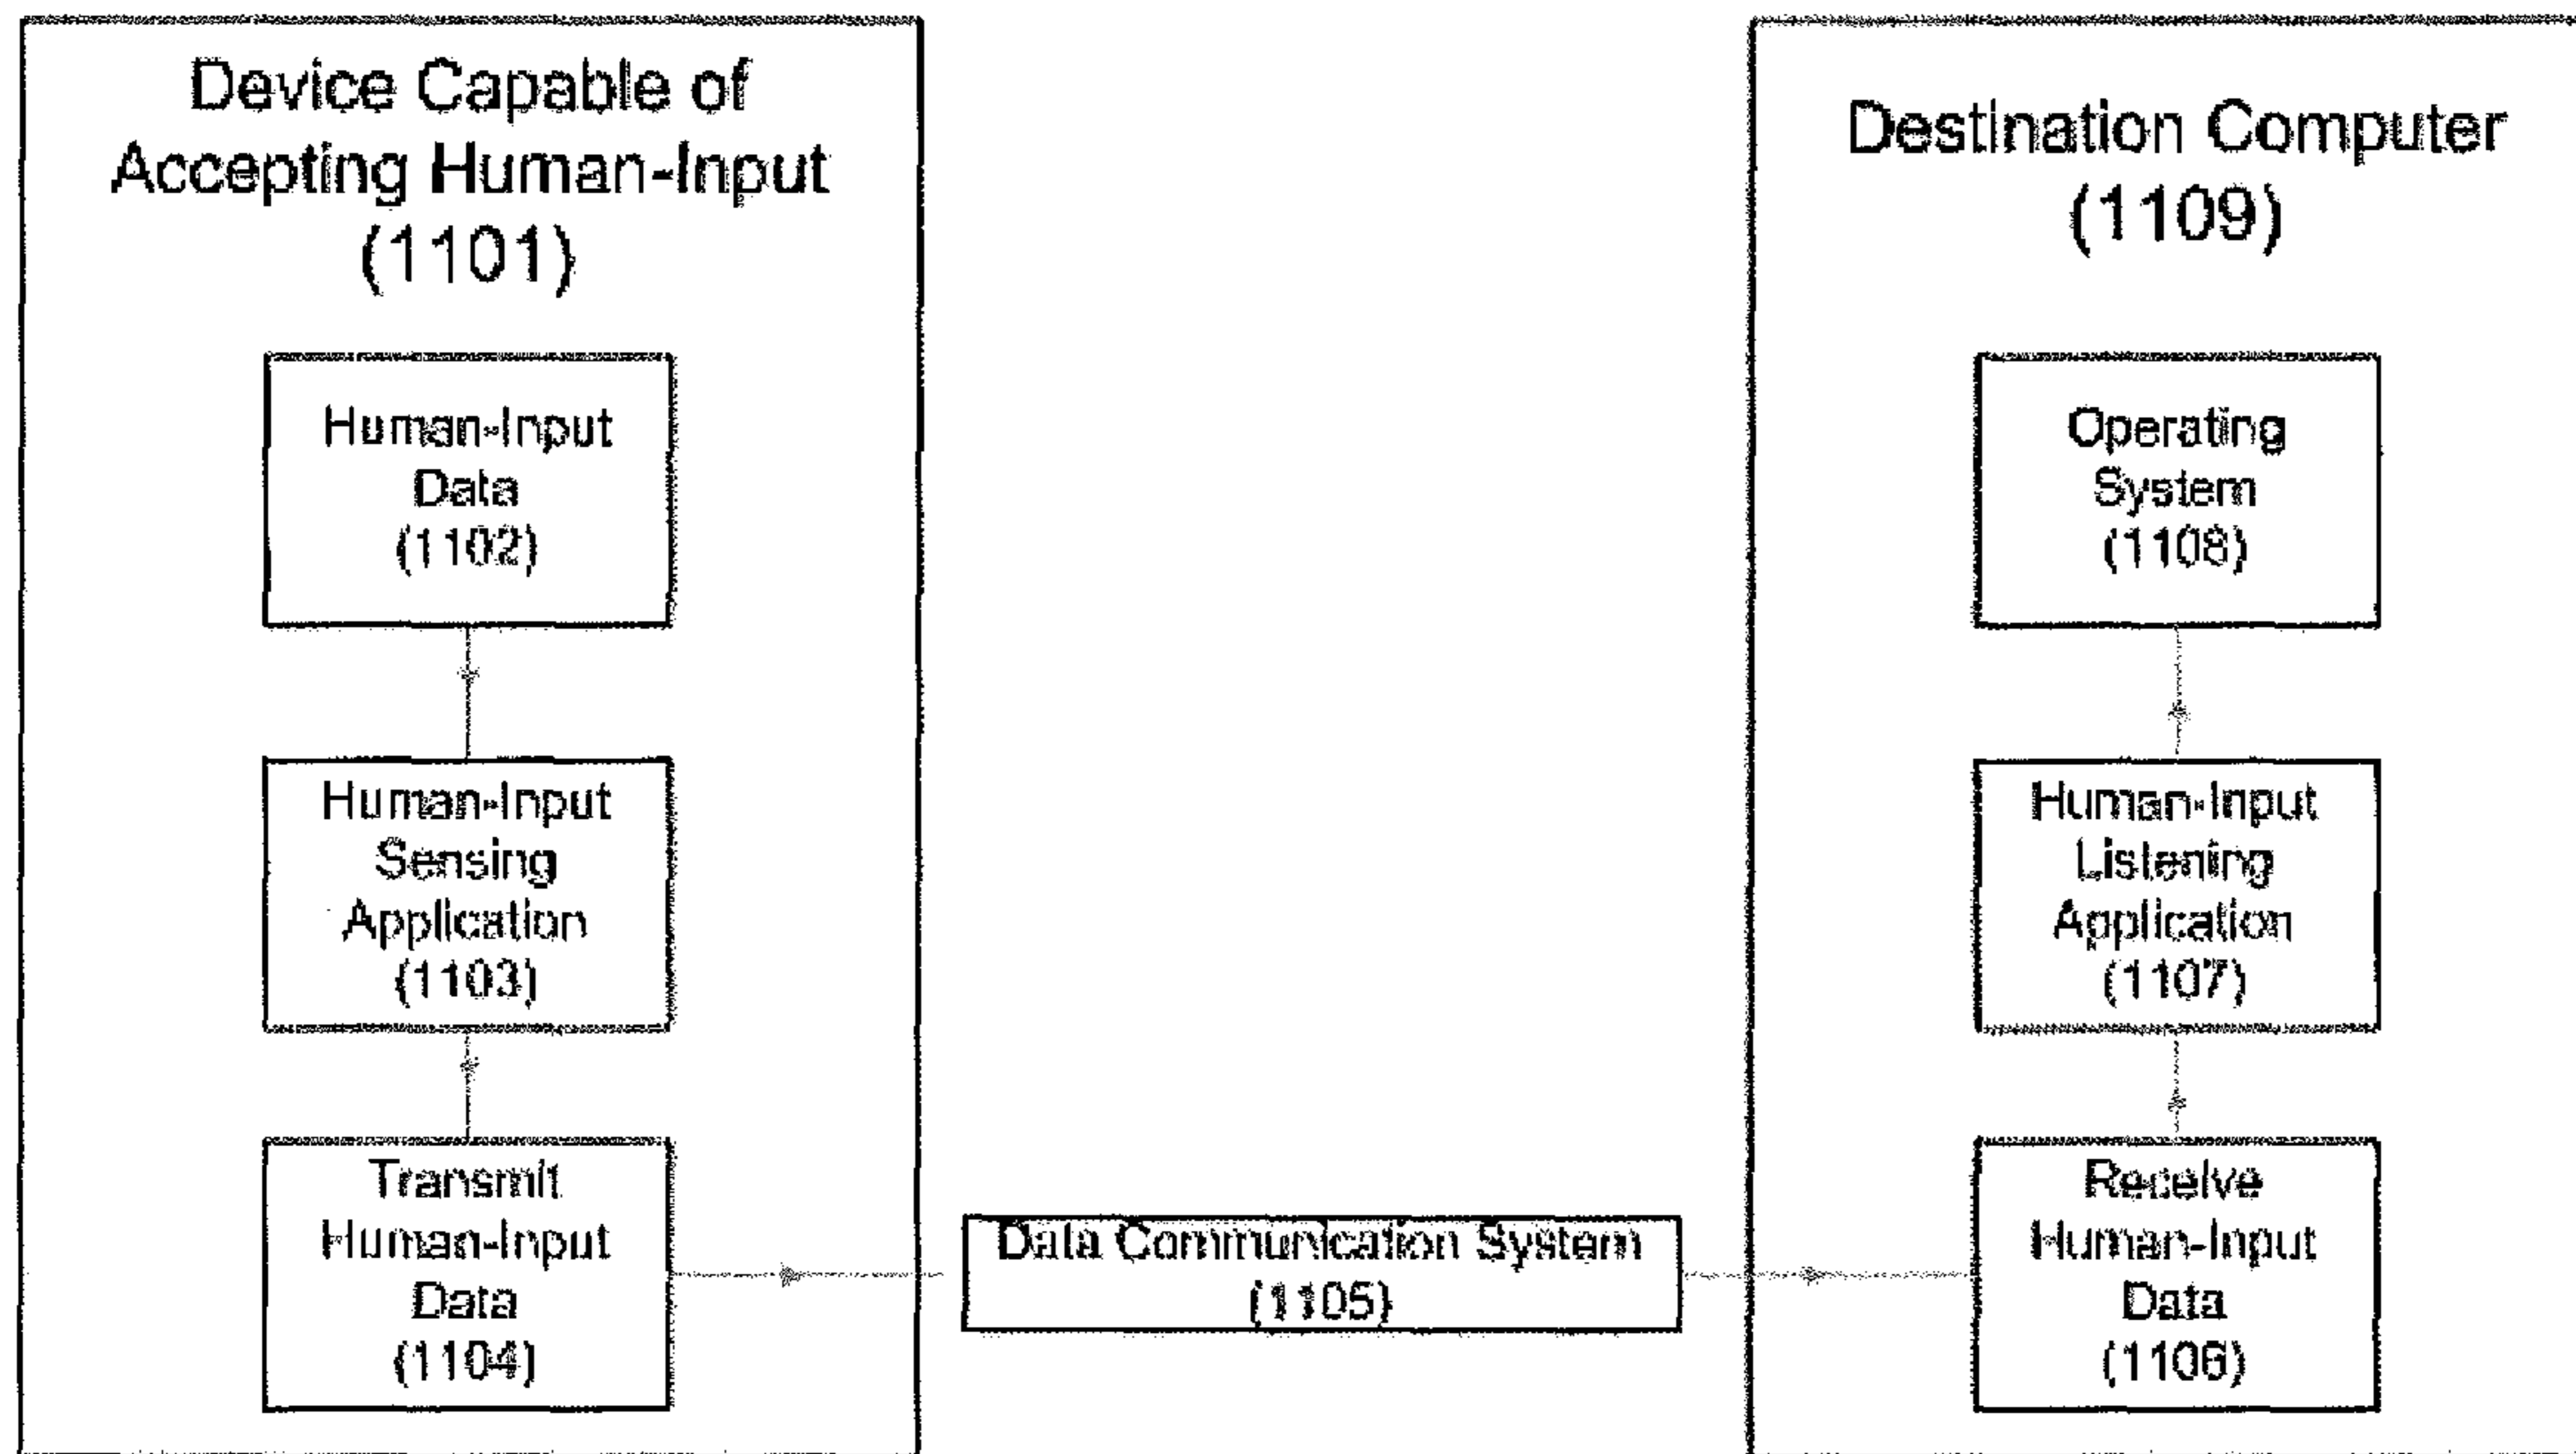 Device Capable of
Accepting Human-Input
(1101)
Human-Input
Data
(1102)
Human-Input
Sensing
Application
(1103)
Transmit
Human-Input
Data
(1104)
Data Communication System
(1105)
Destination Computer
(1109)
Operating
System
(1108)
Human-Input
Listening
Application
(1107)
Receive
Human-Input
Data
(1106)